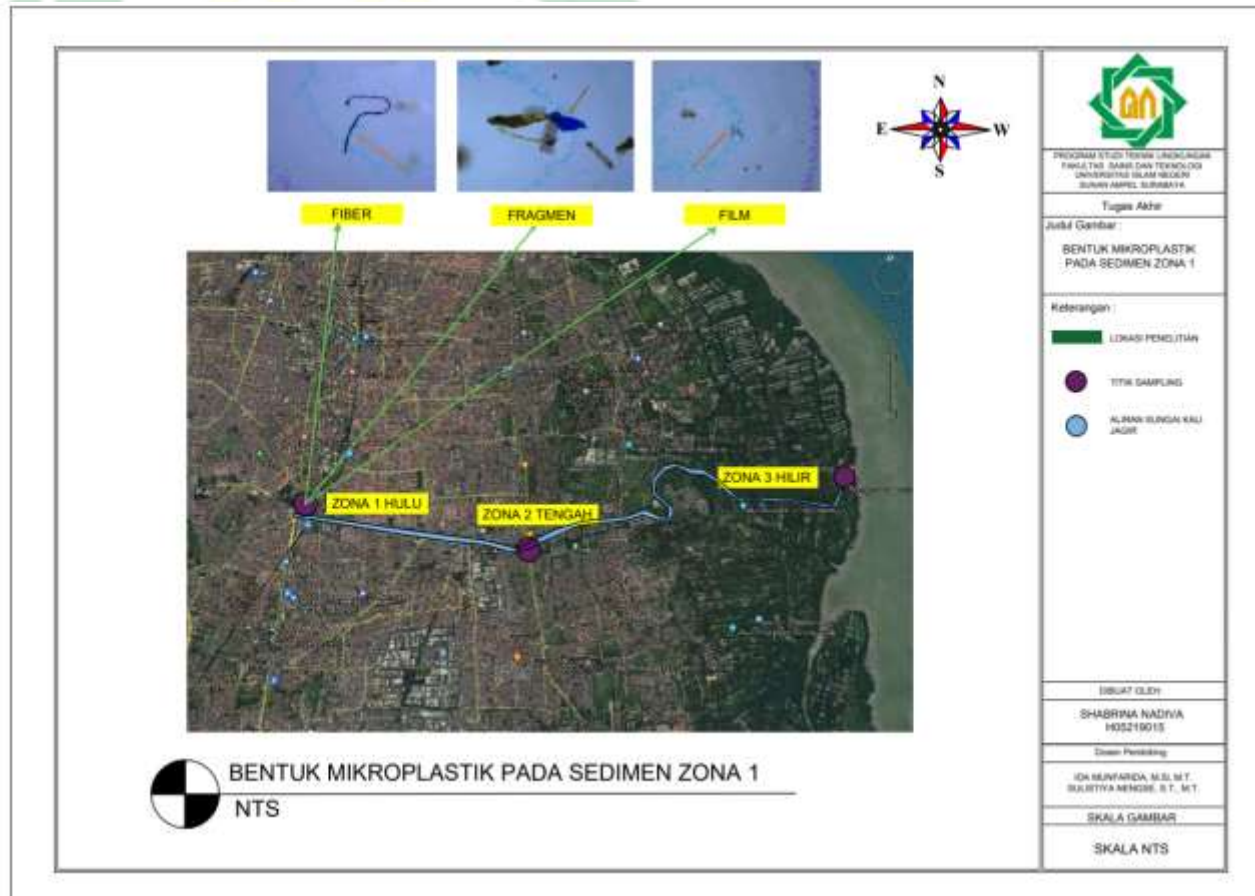 FIBER
FRAGMEN
FILM
N
E
W
S
ZONA 1 HULU
ZONA 2 TENGAH
ZONA 3 HILIR
BENTUK MIKROPLASTIK PADA SEDIMEN ZONA 1
NTS
PROGRAM STUDI TEKNIK LINGKUNGAN
FAKULTAS SAINS DAN TEKNOLOGI
UNIVERSITAS ISLAM NEGERI
SUNAN AMPEL SURABAYA
Tugas Akhir
Judul Gambar :
BENTUK MIKROPLASTIK
PADA SEDIMEN ZONA 1
Keterangan :
LOKASI PENELITIAN
TITIK SAMPLING
ALIRAN SUNGAI KALI
JAGIR
DIBUAT OLEH
SHABRINA NADIVA
H05219015
IDA MUNFARIDA, M.Si, M.T.
SULISTIYA NENGSE, S.T., M.T.
SKALA GAMBAR
SKALA NTS